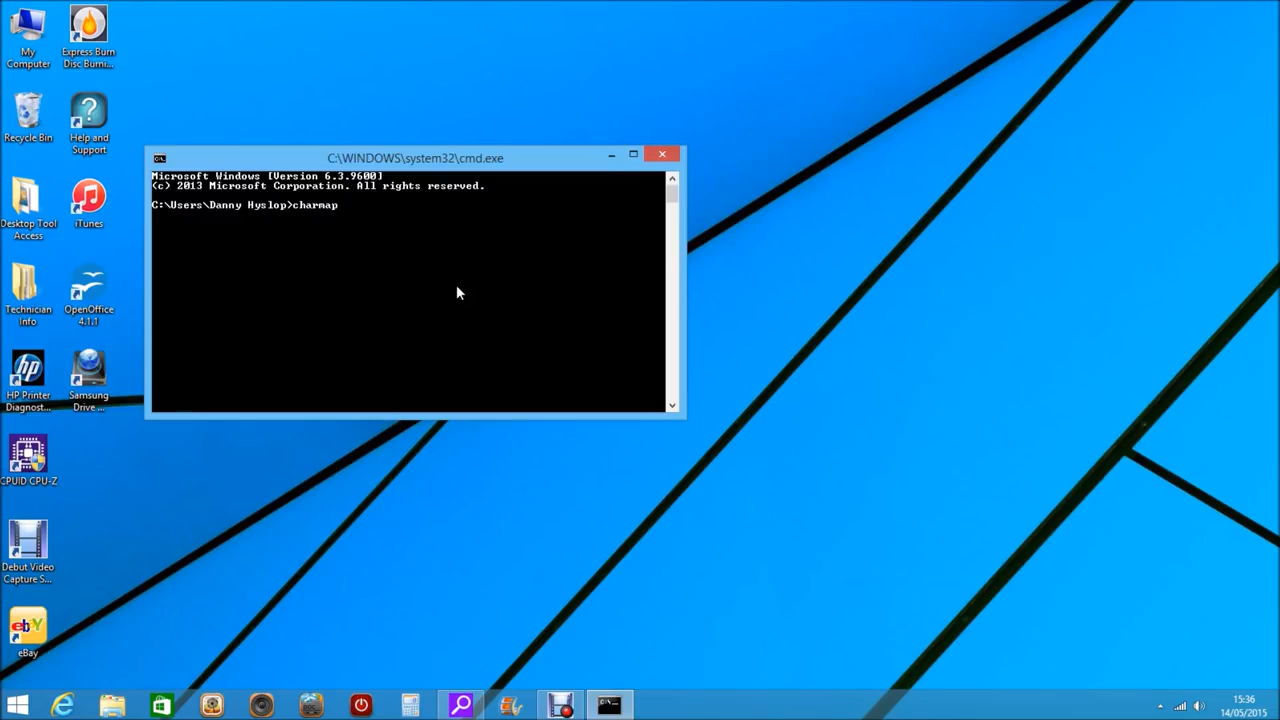 My
Computer
Express Burn
Disc Burni...
Recycle Bin
Help and
Support
Desktop Tool
Access
iTunes
Technician
Info
OpenOffice
4.1.1
hp
HP Printer
Diagnost...
Samsung
Drive ...
CPUID CPU-Z
Debut Video
Capture S...
ebY
eBay
C:\WINDOWS\system32\cmd.exe
Microsoft Windows [Version 6.3.9600]
(c) 2013 Microsoft Corporation. All rights reserved.
C:\Users\Danny Hyslop>charmap
15:36
14/05/2015